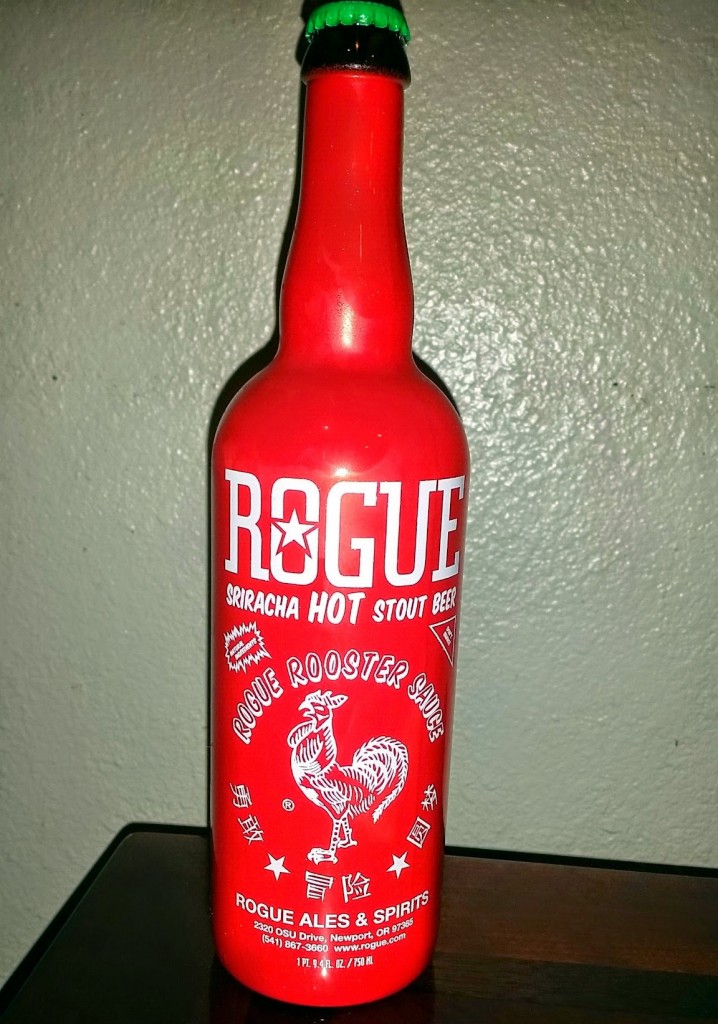 ROGUE
SRIRACHA HOT STOUT BEER
ROGUE ROOSTER SAUCE
®
勇敢
冒险
ROGUE ALES & SPIRITS
2320 OSU Drive, Newport, OR 97365
(541) 867-3660 www.rogue.com
1 PT. 9.4 FL. OZ. / 750 ML